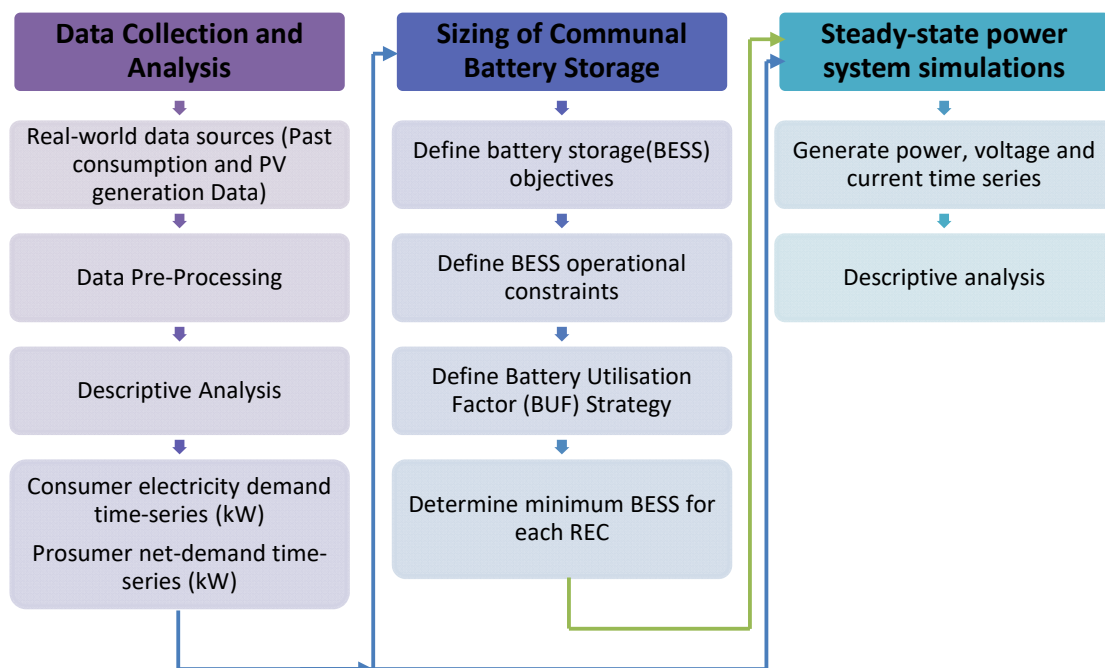 Data Collection and
Analysis
Real-world data sources (Past
consumption and PV
generation Data)
Data Pre-Processing
Descriptive Analysis
Consumer electricity demand
time-series (kW)
Prosumer net-demand time-
series (kW)
Sizing of Communal
Battery Storage
Define battery storage(BESS)
objectives
Define BESS operational
constraints
Define Battery Utilisation
Factor (BUF) Strategy
Determine minimum BESS for
each REC
Steady-state power
system simulations
Generate power, voltage and
current time series
Descriptive analysis